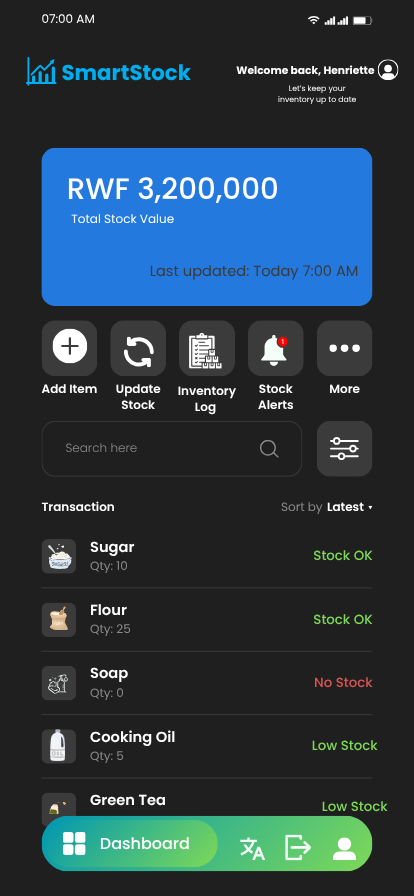 07:00 AM
SmartStock
Welcome back, Henriette
Let's keep your
inventory up to date
RWF 3,200,000
Total Stock Value
Last updated: Today 7:00 AM
1
Add Item
Update
Stock
Inventory
Log
Stock
Alerts
More
Search here
Transaction
Sort by Latest
Sugar
Qty: 10
Stock OK
Flour
Qty: 25
Stock OK
Soap
Qty: 0
No Stock
Cooking Oil
Qty: 5
Low Stock
Green Tea
Low Stock
Dashboard